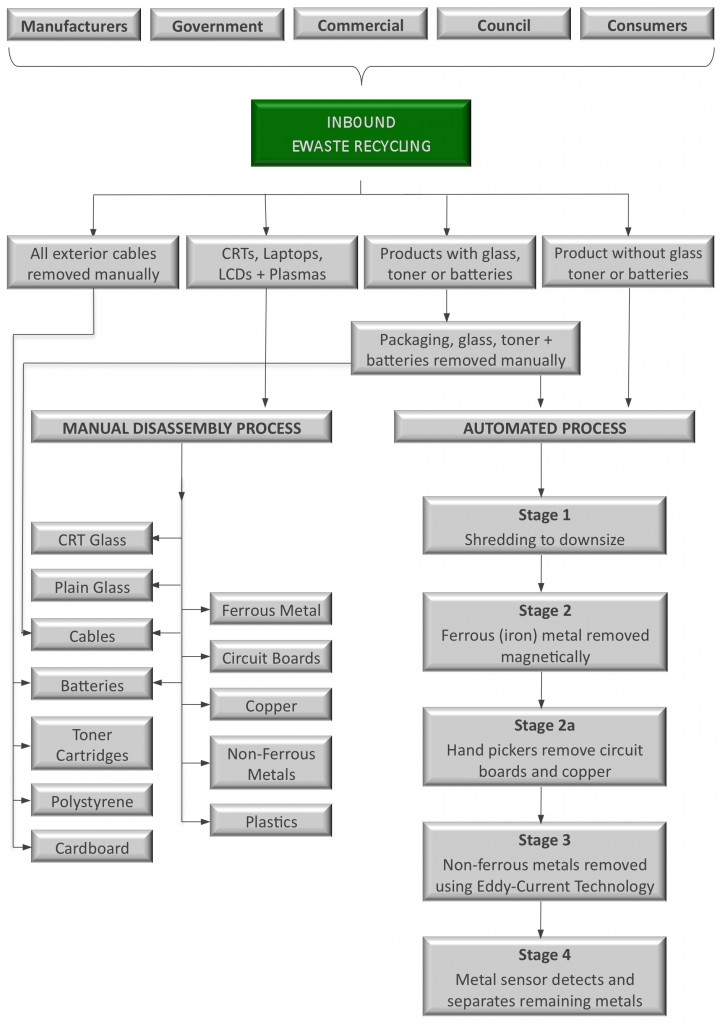 Manufacturers
Government
Commercial
Council
Consumers
INBOUND
EWASTE RECYCLING
All exterior cables
removed manually
CRTs, Laptops,
LCDs + Plasmas
Products with glass,
toner or batteries
Product without glass
toner or batteries
Packaging, glass, toner +
batteries removed manually
MANUAL DISASSEMBLY PROCESS
CRT Glass
Plain Glass
Cables
Batteries
Toner
Cartridges
Polystyrene
Cardboard
Ferrous Metal
Circuit Boards
Copper
Non-Ferrous
Metals
Plastics
AUTOMATED PROCESS
Stage 1
Shredding to downsize
Stage 2
Ferrous (iron) metal removed
magnetically
Stage 2a
Hand pickers remove circuit
boards and copper
Stage 3
Non-ferrous metals removed
using Eddy-Current Technology
Stage 4
Metal sensor detects and
separates remaining metals